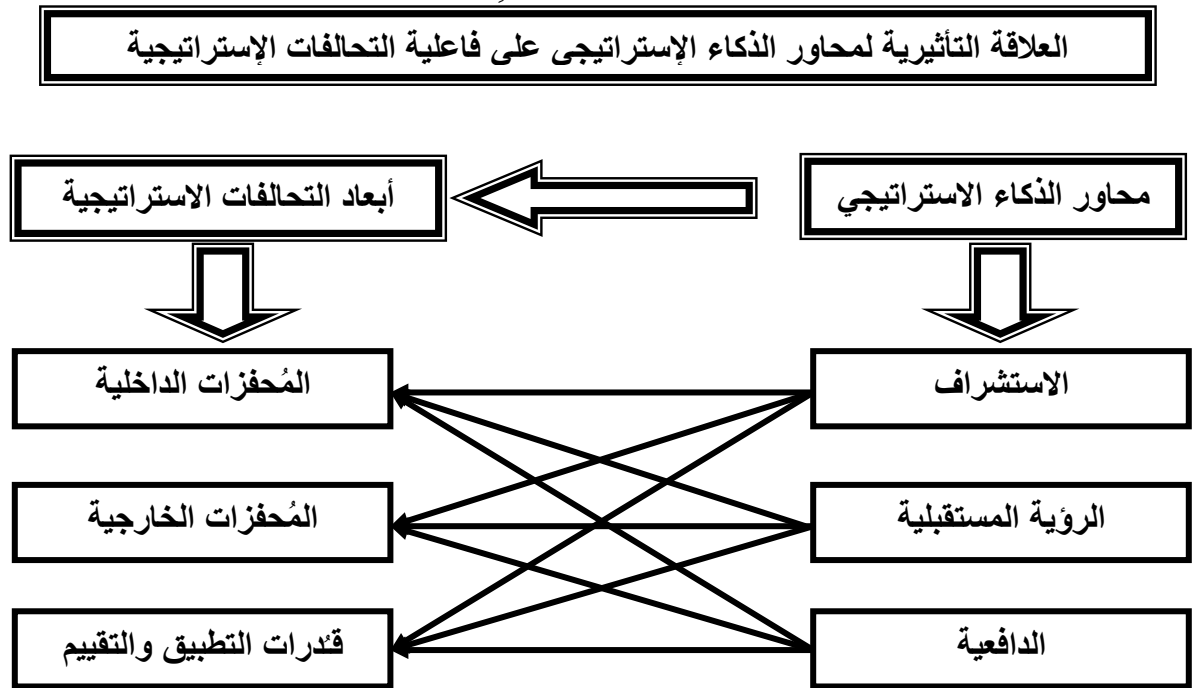 العلاقة التأثيرية لمحاور الذكاء الإستراتيجى على فاعلية التحالفات الإستراتيجية
محاور الذكاء الاستراتيجي
أبعاد التحالفات الاستراتيجية
الاستشراف
المُحفزات الداخلية
الرؤية المستقبلية
المُحفزات الخارجية
الدافعية
قُدرات التطبيق والتقييم